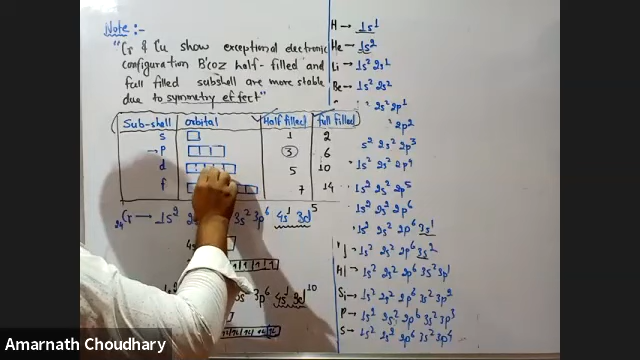 Note :-
"Cr & Cu show exceptional electronic
configuration B'coz half-filled and
full filled subshell are more stable
due to symmetry effect"
Sub-shell orbital Half filled full filled
s 1 2
→ p 3 6
d 5 10
f 7 14
24Cr → 1s² 3s² 3p⁶ 4s¹ 3d⁵
3p⁶ 4s¹ 3d¹⁰
H → 1s¹
He → 1s²
Li → 1s² 2s¹
Be → 1s² 2s²
1s² 2s² 2p¹
2p²
s² 2s² 2p³
1s² 2s² 2p⁴
1s² 2s² 2p⁵
1s² 2s² 2p⁶
1s² 2s² 2p⁶ 3s¹
1s² 2s² 2p⁶ 3s²
Al → 1s² 2s² 2p⁶ 3s² 3p¹
Si → 1s² 2s² 2p⁶ 3s² 3p²
P → 1s² 2s² 2p⁶ 3s² 3p³
S → 1s² 2s² 2p⁶ 3s² 3p⁴
Amarnath Choudhary